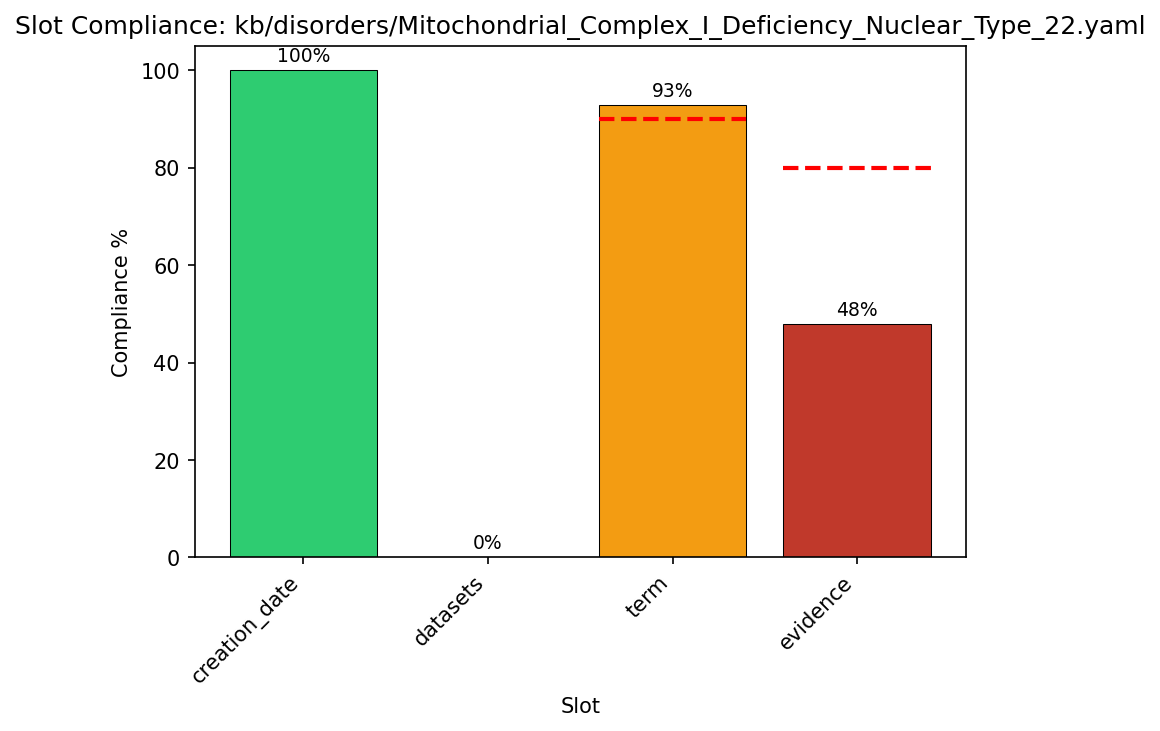 Slot Compliance: kb/disorders/Mitochondrial_Complex_I_Deficiency_Nuclear_Type_22.yaml
Compliance %
100
80
60
40
20
0
100%
0%
93%
48%
creation_date
datasets
term
evidence
Slot